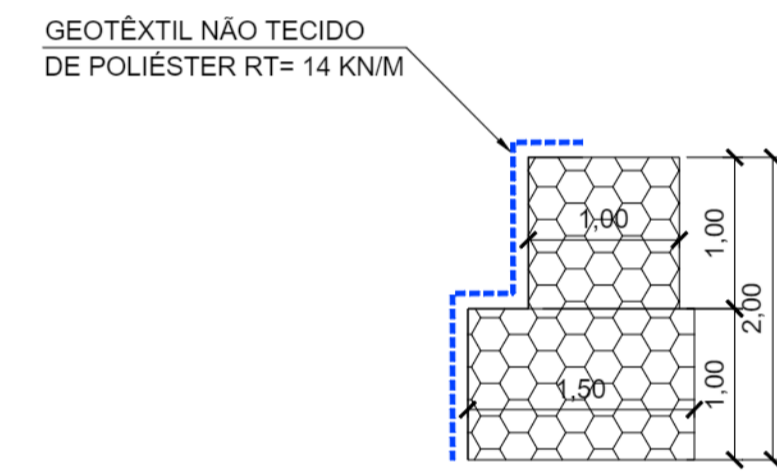 GEOTÊXTIL NÃO TECIDO
DE POLIÉSTER RT= 14 KN/M
1,00
1,00
2,00
1,50
1,00